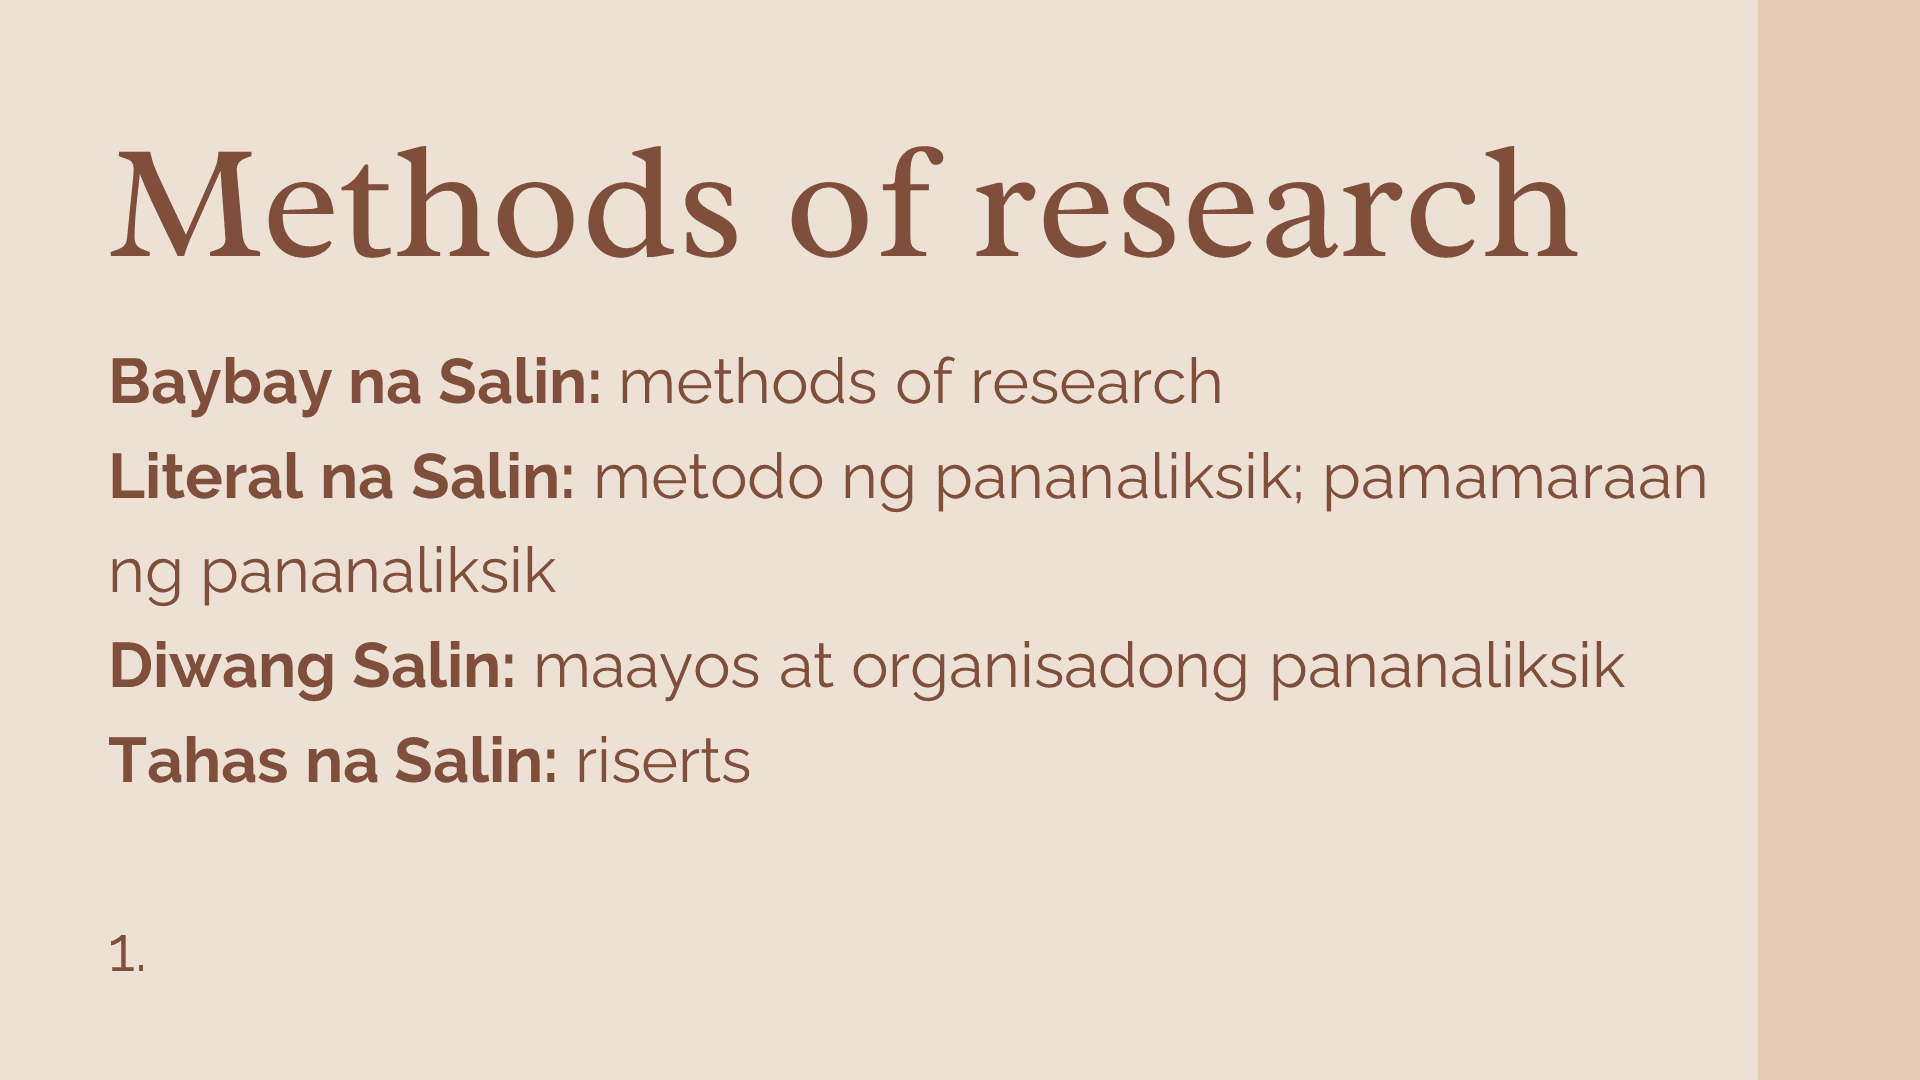 Methods of research
Baybay na Salin: methods of research
Literal na Salin: metodo ng pananaliksik; pamamaraan
ng pananaliksik
Diwang Salin: maayos at organisadong pananaliksik
Tahas na Salin: riserts
1.